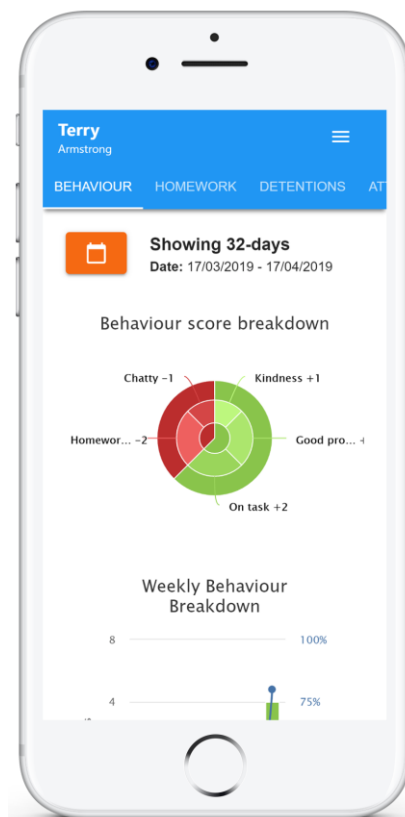 Terry
Armstrong
BEHAVIOUR HOMEWORK DETENTIONS AT
Showing 32-days
Date: 17/03/2019 - 17/04/2019
Behaviour score breakdown
Chatty -1 Kindness +1
Homewor... -2 Good pro...
On task +2
Weekly Behaviour
Breakdown
8 100%
4 75%